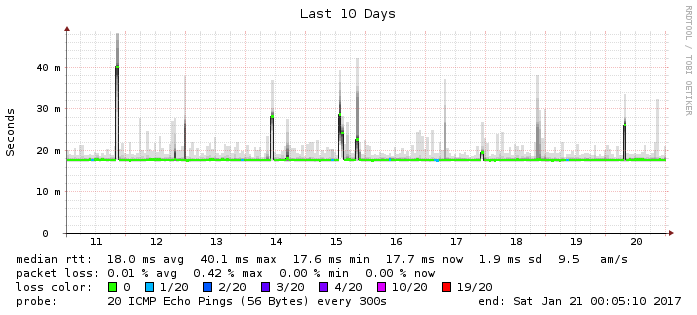 Last 10 Days
RRDTOOL / TOBI OETIKER
Seconds
40 m
30 m
20 m
10 m
0
11 12 13 14 15 16 17 18 19 20
median rtt: 18.0 ms avg 40.1 ms max 17.6 ms min 17.7 ms now 1.9 ms sd 9.5 am/s
packet loss: 0.01 % avg 0.42 % max 0.00 % min 0.00 % now
loss color: 0 1/20 2/20 3/20 4/20 10/20 19/20
probe: 20 ICMP Echo Pings (56 Bytes) every 300s end: Sat Jan 21 00:05:10 2017